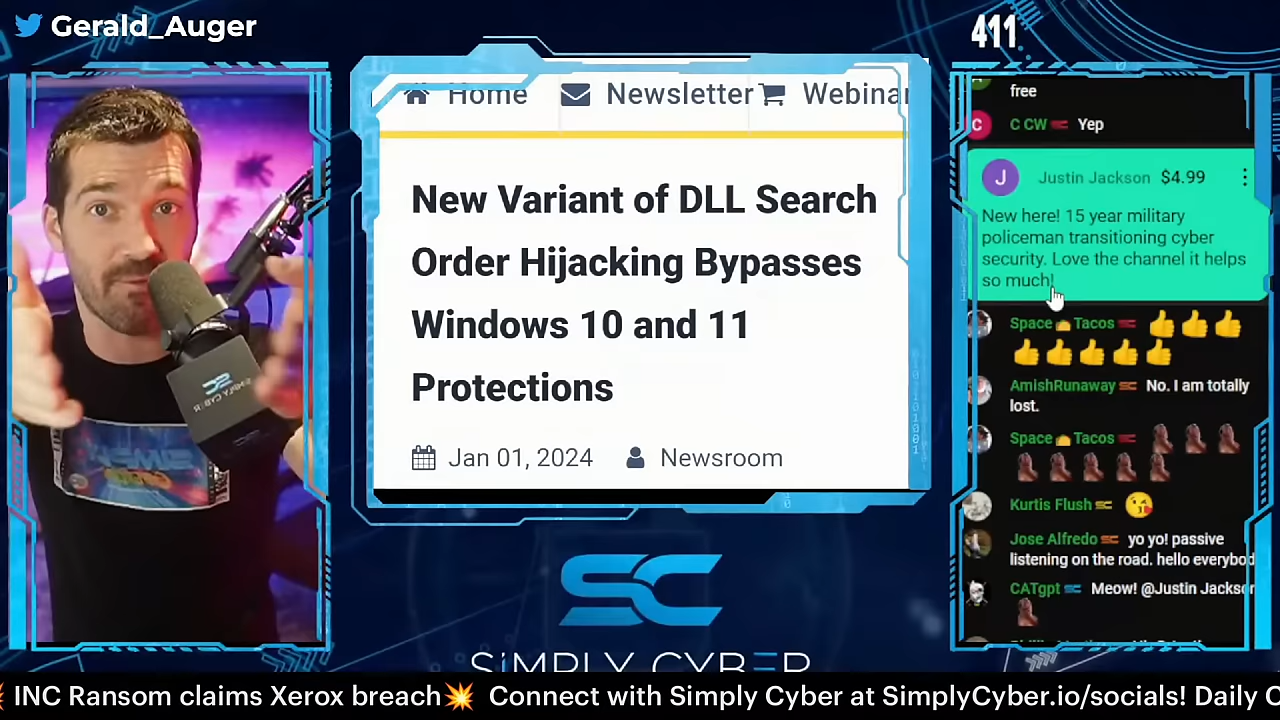 Gerald_Auger
411
Home
Newsletter
Webinar
New Variant of DLL Search
Order Hijacking Bypasses
Windows 10 and 11
Protections
Jan 01, 2024
Newsroom
SC
SIMPLY CYBER
free
C CW Yep
J
Justin Jackson $4.99
New here! 15 year military
policeman transitioning cyber
security. Love the channel it helps
so much!
Space Tacos
AmishRunaway No. I am totally
lost.
Space Tacos
Kurtis Flush
Jose Alfredo yo yo! passive
listening on the road. hello everybod
CATgpt Meow! @Justin Jackson
SC
SIMPLY CYBER
INC Ransom claims Xerox breach Connect with Simply Cyber at SimplyCyber.io/socials! Daily C